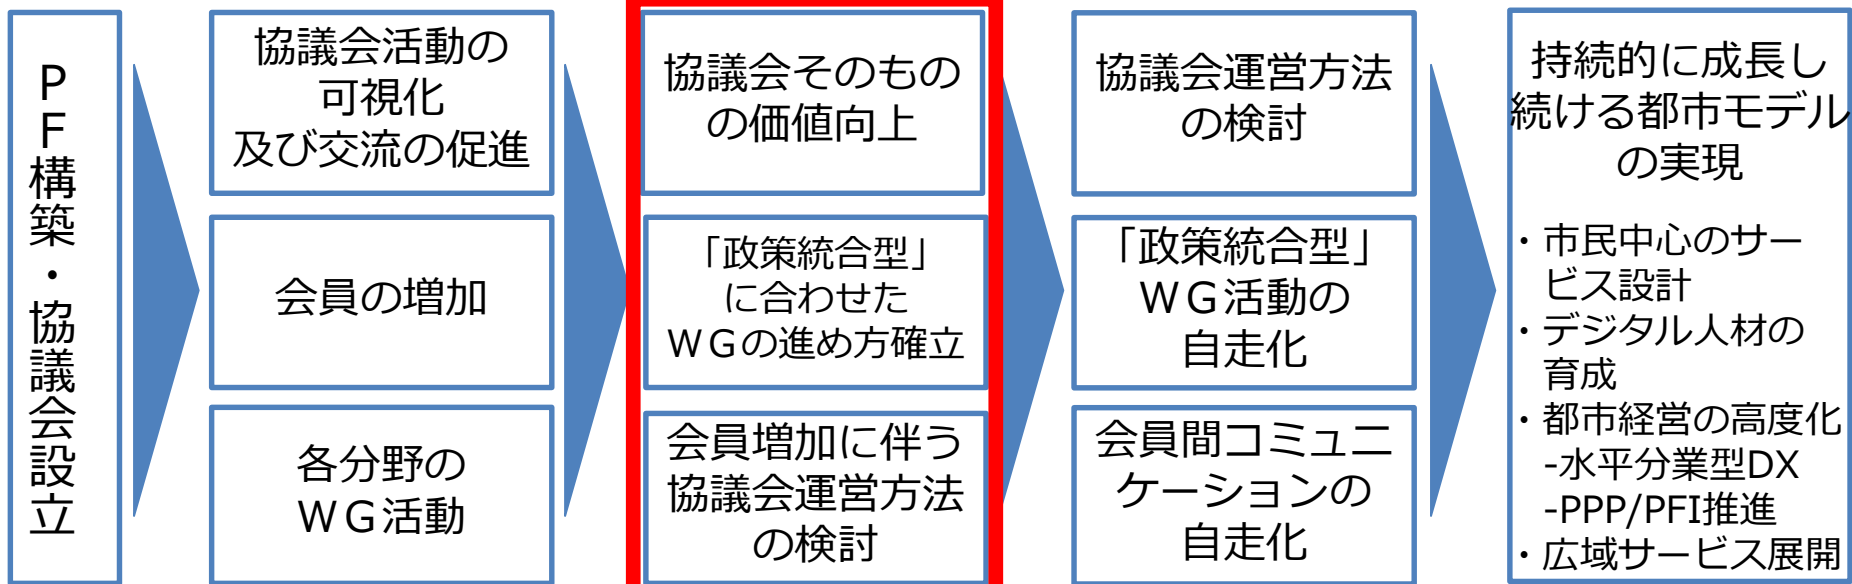 ＰＦ構築・協議会設立
協議会活動の
可視化
及び交流の促進
会員の増加
各分野の
ＷＧ活動
協議会そのもの
の価値向上
「政策統合型」
に合わせた
ＷＧの進め方確立
会員増加に伴う
協議会運営方法
の検討
協議会運営方法
の検討
「政策統合型」
ＷＧ活動の
自走化
会員間コミュニ
ケーションの
自走化
持続的に成長し
続ける都市モデル
の実現
・市民中心のサー
ビス設計
・デジタル人材の
育成
・都市経営の高度化
-水平分業型DX
-PPP/PFI推進
・広域サービス展開